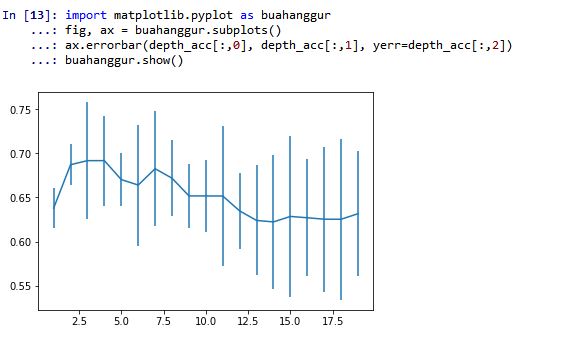 In [13]: import matplotlib.pyplot as buahanggur
...: fig, ax = buahanggur.subplots()
...: ax.errorbar(depth_acc[:,0], depth_acc[:,1], yerr=depth_acc[:,2])
...: buahanggur.show()
0.75
0.70
0.65
0.60
0.55
2.5 5.0 7.5 10.0 12.5 15.0 17.5